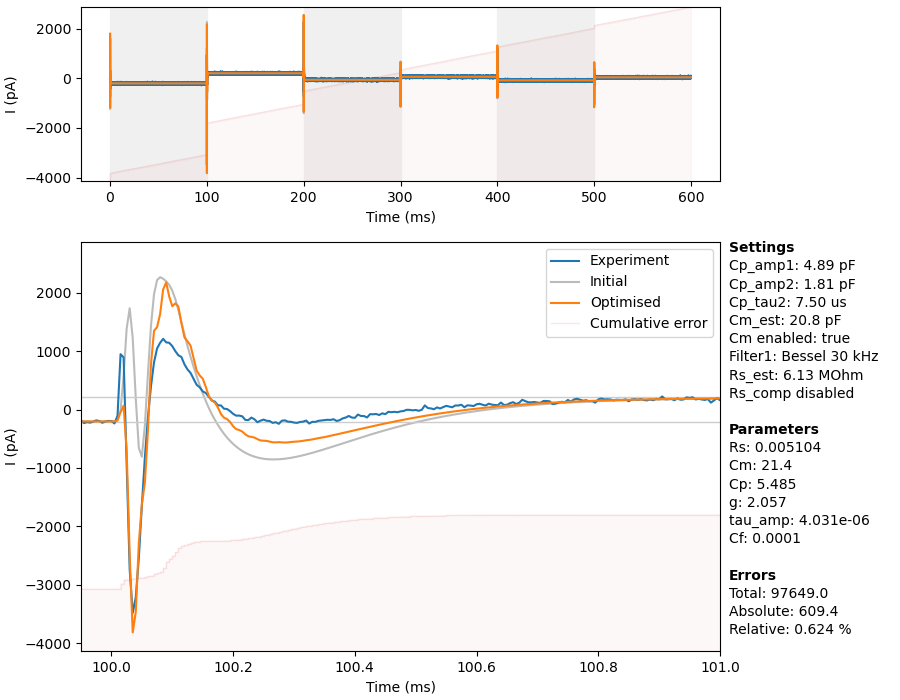 2000
0
−2000
−4000
I (pA)
0 100 200 300 400 500 600
Time (ms)
2000
1000
0
−1000
−2000
−3000
−4000
I (pA)
Experiment
Initial
Optimised
Cumulative error
100.0 100.2 100.4 100.6 100.8 101.0
Time (ms)
Settings
Cp_amp1: 4.89 pF
Cp_amp2: 1.81 pF
Cp_tau2: 7.50 us
Cm_est: 20.8 pF
Cm enabled: true
Filter1: Bessel 30 kHz
Rs_est: 6.13 MOhm
Rs_comp disabled
Parameters
Rs: 0.005104
Cm: 21.4
Cp: 5.485
g: 2.057
tau_amp: 4.031e-06
Cf: 0.0001
Errors
Total: 97649.0
Absolute: 609.4
Relative: 0.624 %